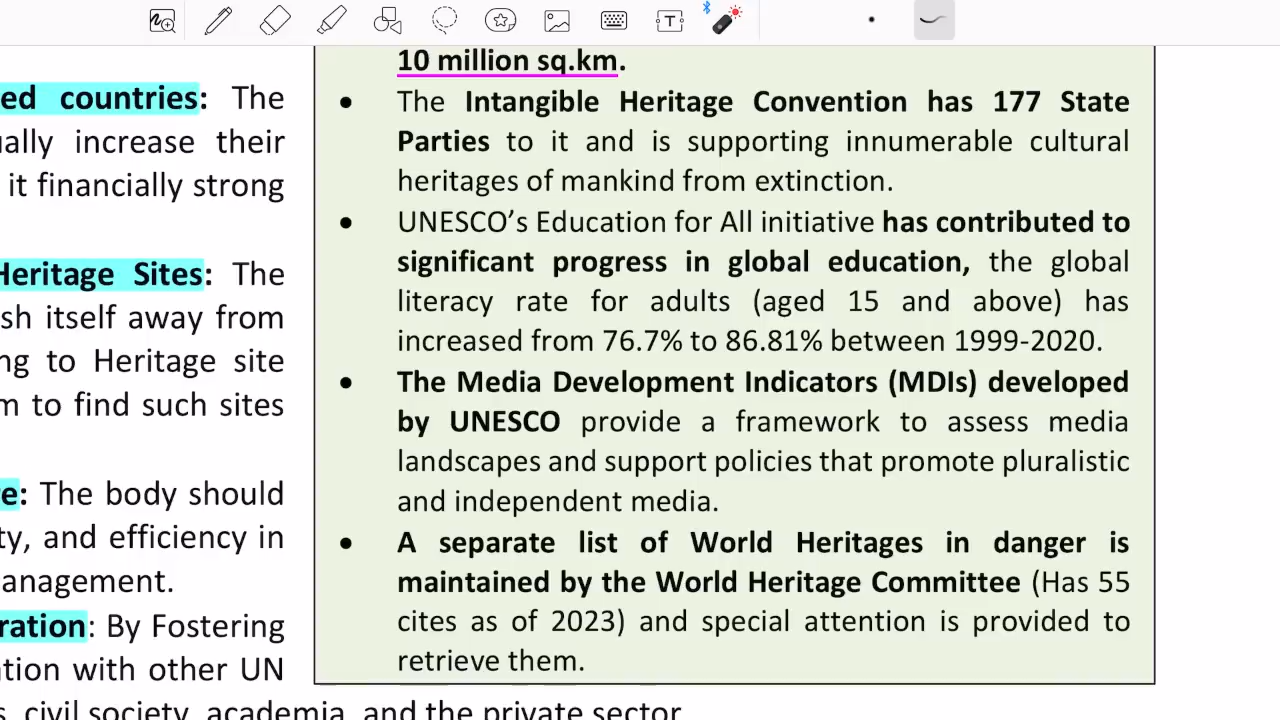 10 million sq.km.
• The Intangible Heritage Convention has 177 State
Parties to it and is supporting innumerable cultural
heritages of mankind from extinction.
• UNESCO’s Education for All initiative has contributed to
significant progress in global education, the global
literacy rate for adults (aged 15 and above) has
increased from 76.7% to 86.81% between 1999-2020.
• The Media Development Indicators (MDIs) developed
by UNESCO provide a framework to assess media
landscapes and support policies that promote pluralistic
and independent media.
• A separate list of World Heritages in danger is
maintained by the World Heritage Committee (Has 55
cites as of 2023) and special attention is provided to
retrieve them.
ed countries: The
ually increase their
it financially strong
Heritage Sites: The
sh itself away from
ng to Heritage site
m to find such sites
e: The body should
ty, and efficiency in
anagement.
ration: By Fostering
ation with other UN
s, civil society, academia, and the private sector